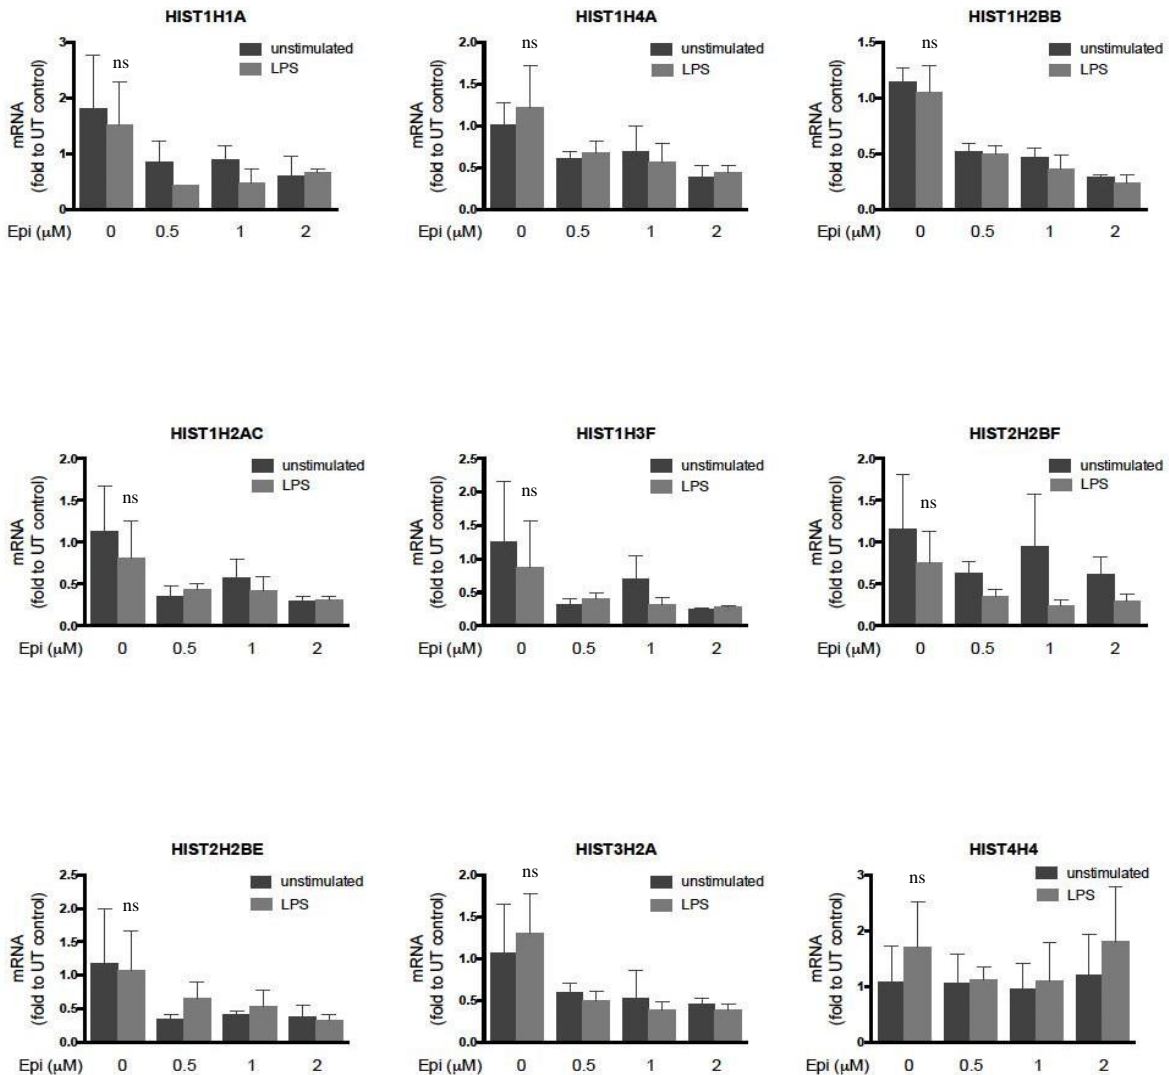 HIST1H1A
mRNA
(fold to UT control)
3
2
1
0
ns
unstimulated
LPS
Epi (µM) 0 0.5 1 2
HIST1H4A
mRNA
(fold to UT control)
2.0
1.5
1.0
0.5
0.0
ns
unstimulated
LPS
Epi (µM) 0 0.5 1 2
HIST1H2BB
mRNA
(fold to UT control)
1.5
1.0
0.5
0.0
ns
unstimulated
LPS
Epi (µM) 0 0.5 1 2
HIST1H2AC
mRNA
(fold to UT control)
2.0
1.5
1.0
0.5
0.0
ns
unstimulated
LPS
Epi (µM) 0 0.5 1 2
HIST1H3F
mRNA
(fold to UT control)
2.5
2.0
1.5
1.0
0.5
0.0
ns
unstimulated
LPS
Epi (µM) 0 0.5 1 2
HIST2H2BF
mRNA
(fold to UT control)
2.0
1.5
1.0
0.5
0.0
ns
unstimulated
LPS
Epi (µM) 0 0.5 1 2
HIST2H2BE
mRNA
(fold to UT control)
2.5
2.0
1.5
1.0
0.5
0.0
ns
unstimulated
LPS
Epi (µM) 0 0.5 1 2
HIST3H2A
mRNA
(fold to UT control)
2.0
1.5
1.0
0.5
0.0
ns
unstimulated
LPS
Epi (µM) 0 0.5 1 2
HIST4H4
mRNA
(fold to UT control)
3
2
1
0
ns
unstimulated
LPS
Epi (µM) 0 0.5 1 2